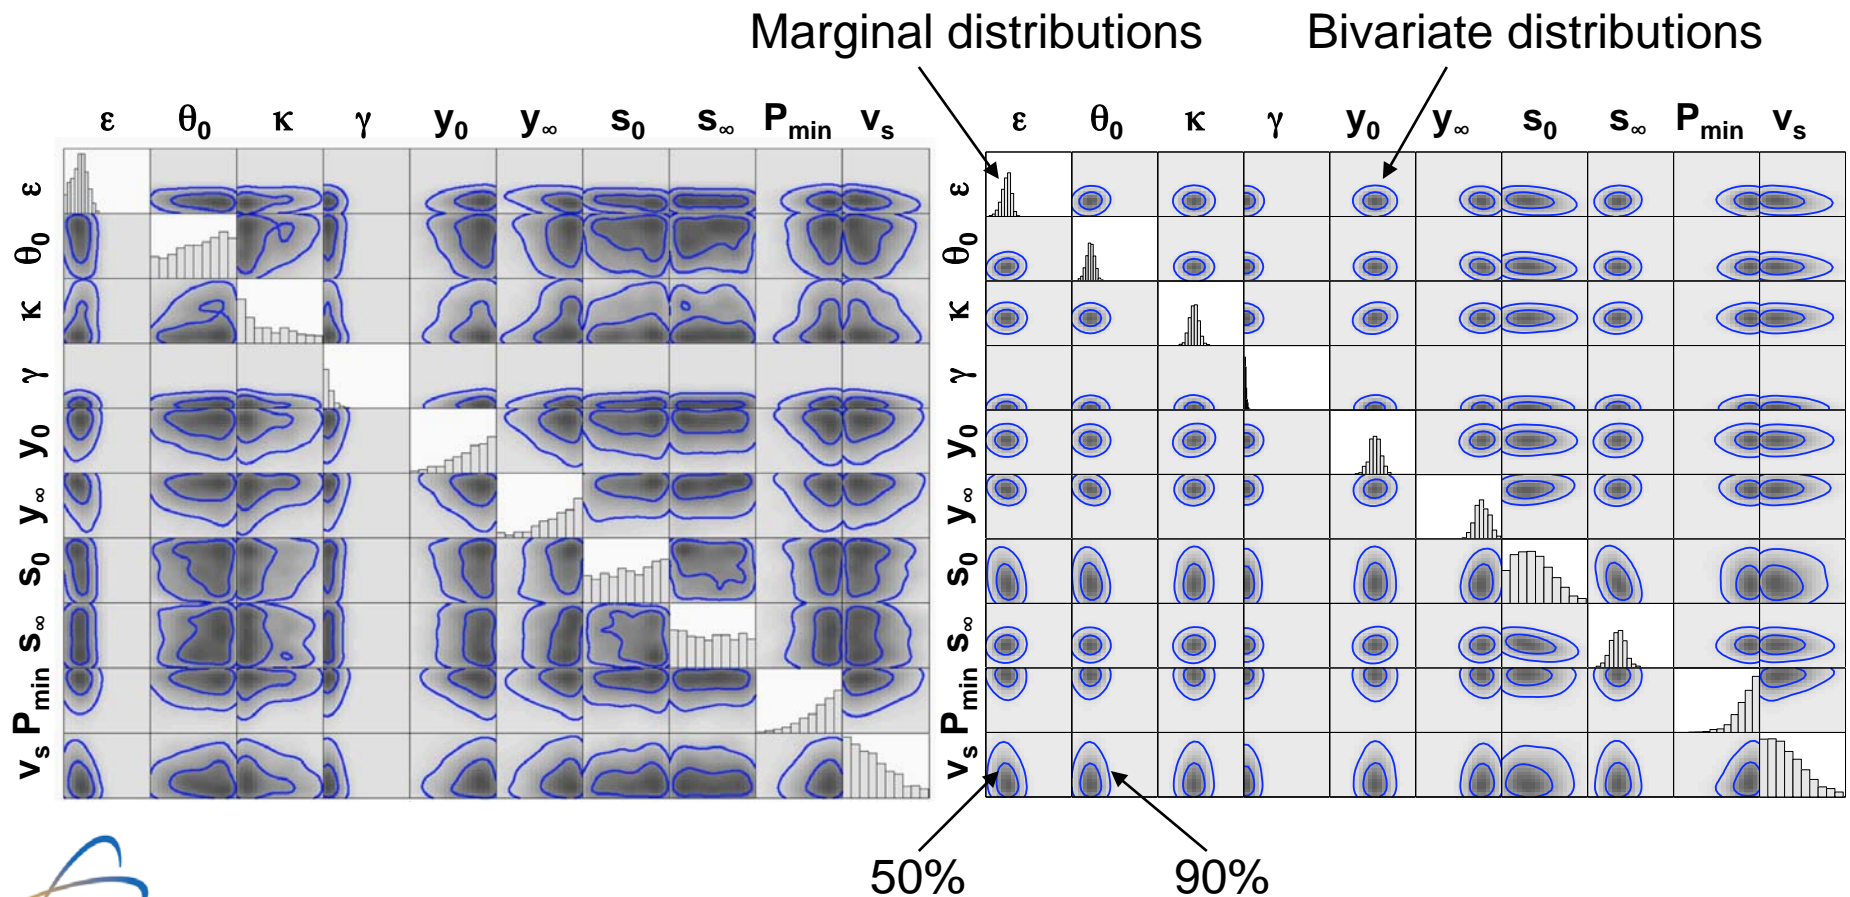 Marginal distributions Bivariate distributions
ε θ₀ κ γ y₀ y∞ s₀ s∞ Pmin vs
ε θ₀ κ γ y₀ y∞ s₀ s∞ Pmin vs
ε
θ₀
κ
γ
y₀
y∞
s₀
s∞
Pmin
vs
ε
θ₀
κ
γ
y₀
y∞
s₀
s∞
Pmin
vs
50% 90%